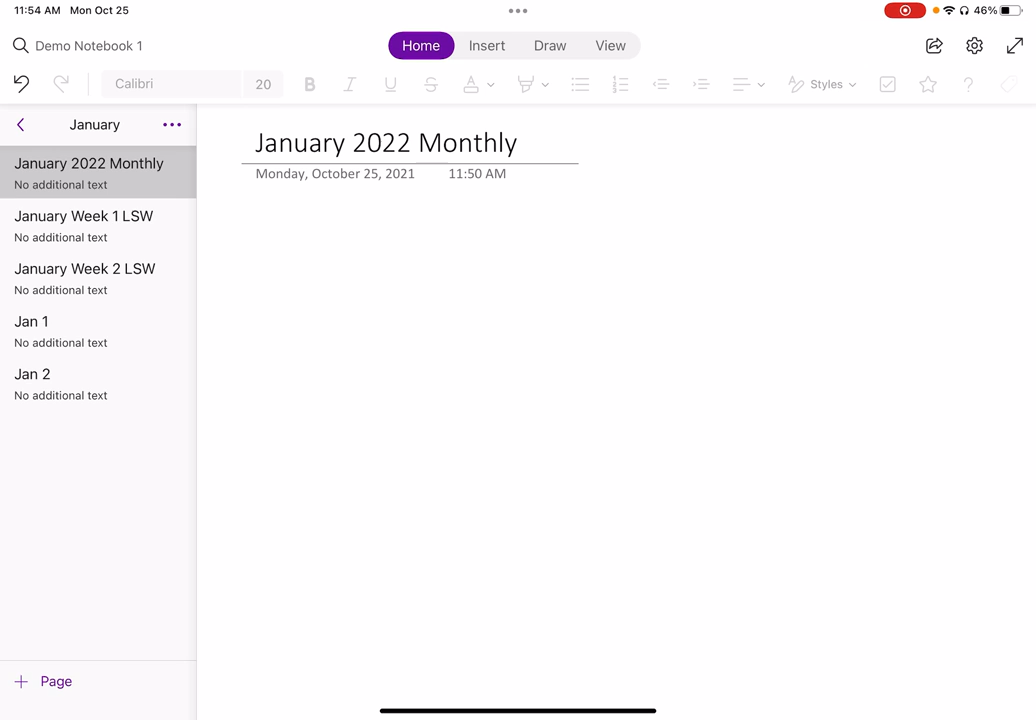 11:54 AM Mon Oct 25
46%
Demo Notebook 1
Home Insert Draw View
Calibri 20 B I U S A Styles ?
January
January 2022 Monthly
No additional text
January Week 1 LSW
No additional text
January Week 2 LSW
No additional text
Jan 1
No additional text
Jan 2
No additional text
Page
January 2022 Monthly
Monday, October 25, 2021 11:50 AM